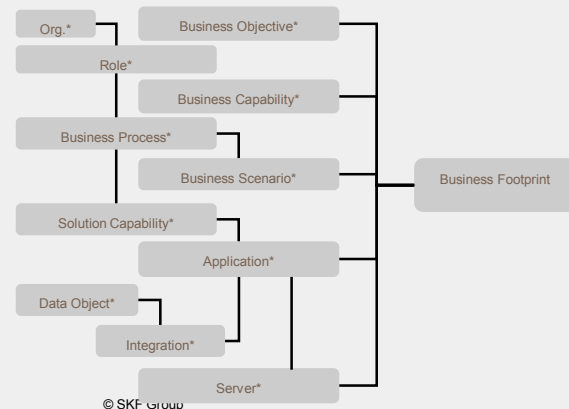 Org.*
Business Objective*
Role*
Business Capability*
Business Process*
Business Scenario*
Business Footprint
Solution Capability*
Application*
Data Object*
Integration*
Server*
© SKF Group